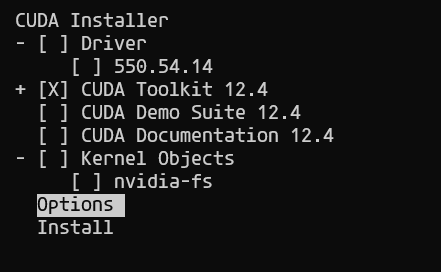 CUDA Installer
- [ ] Driver
[ ] 550.54.14
+ [X] CUDA Toolkit 12.4
[ ] CUDA Demo Suite 12.4
[ ] CUDA Documentation 12.4
- [ ] Kernel Objects
[ ] nvidia-fs
Options
Install